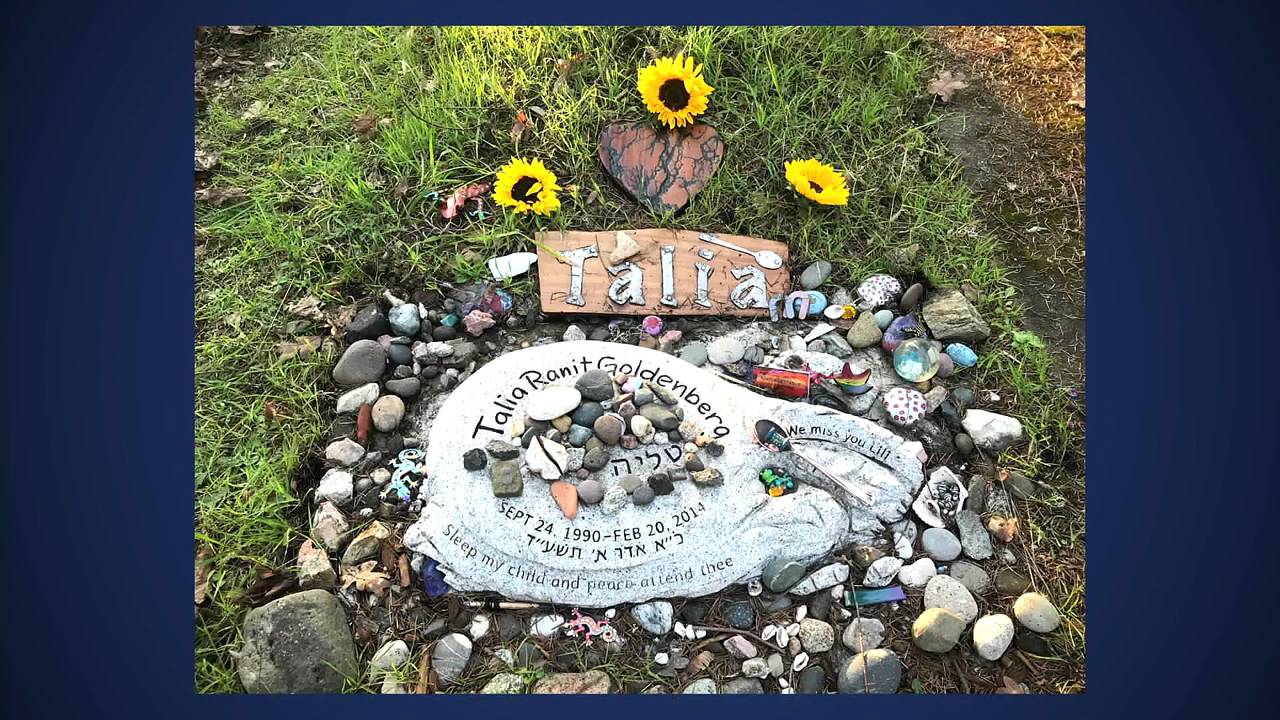 Talia
Talia Ranit Goldenberg
טליה
We miss you Lill
SEPT 24, 1990–FEB 20, 2014
כ״א אדר א׳ תשע״ד
Sleep my child and peace attend thee